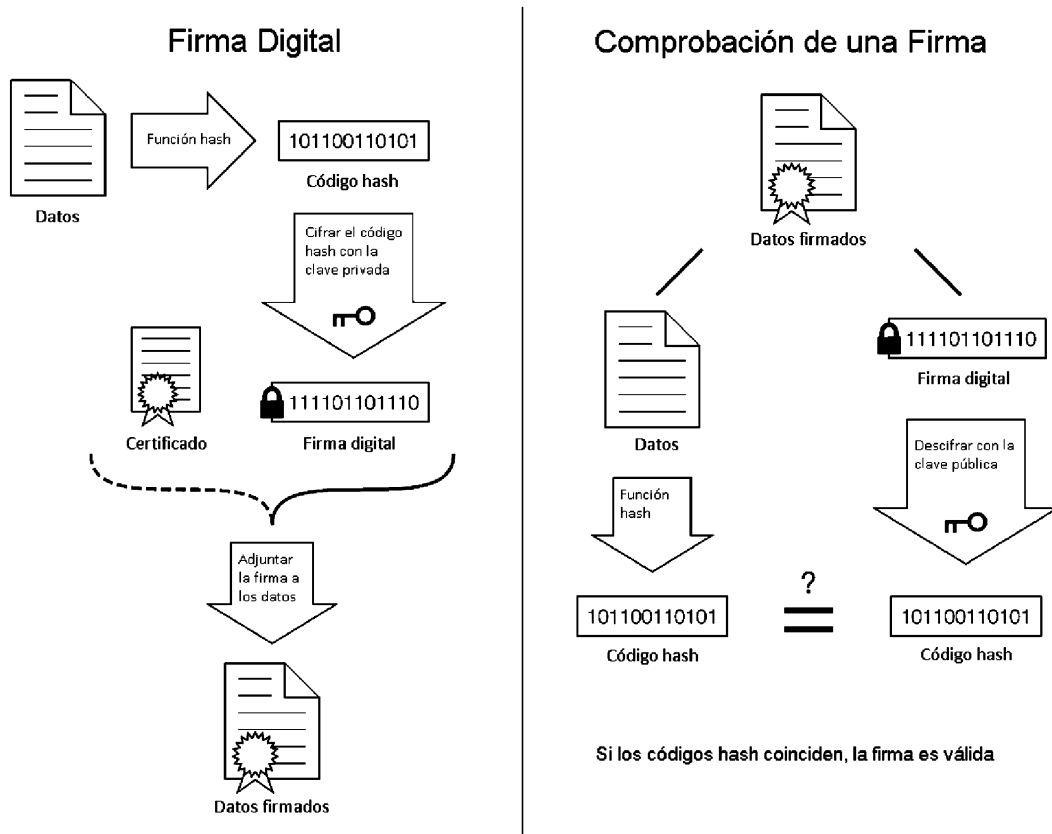 Firma Digital
Función hash
101100110101
Código hash
Datos
Cifrar el código
hash con la
clave privada
Certificado
111101101110
Firma digital
Adjuntar
la firma a
los datos
Datos firmados
Comprobación de una Firma
Datos firmados
Datos
111101101110
Firma digital
Función
hash
Descifrar con la
clave pública
101100110101
Código hash
?
=
101100110101
Código hash
Si los códigos hash coinciden, la firma es válida